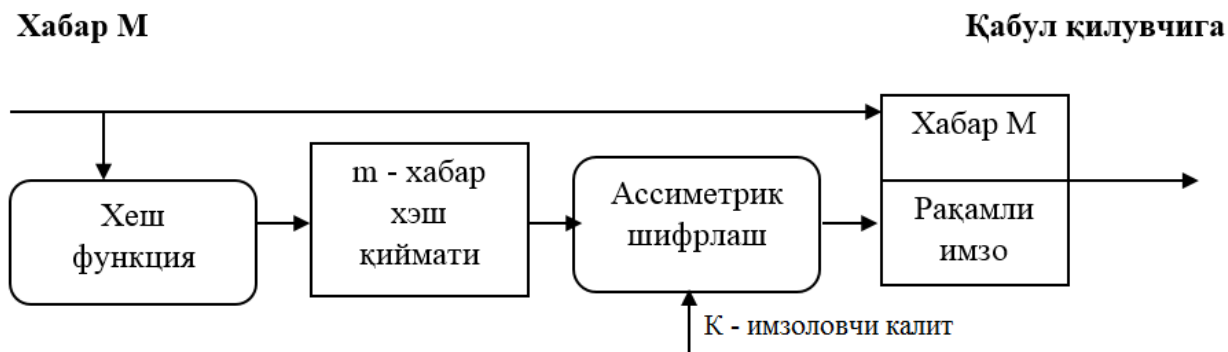 Хабар М
Қабул қилувчига
Хабар М
Хеш
функция
m - хабар
хэш
қиймати
Ассиметрик
шифрлаш
Рақамли
имзо
К - имзоловчи калит